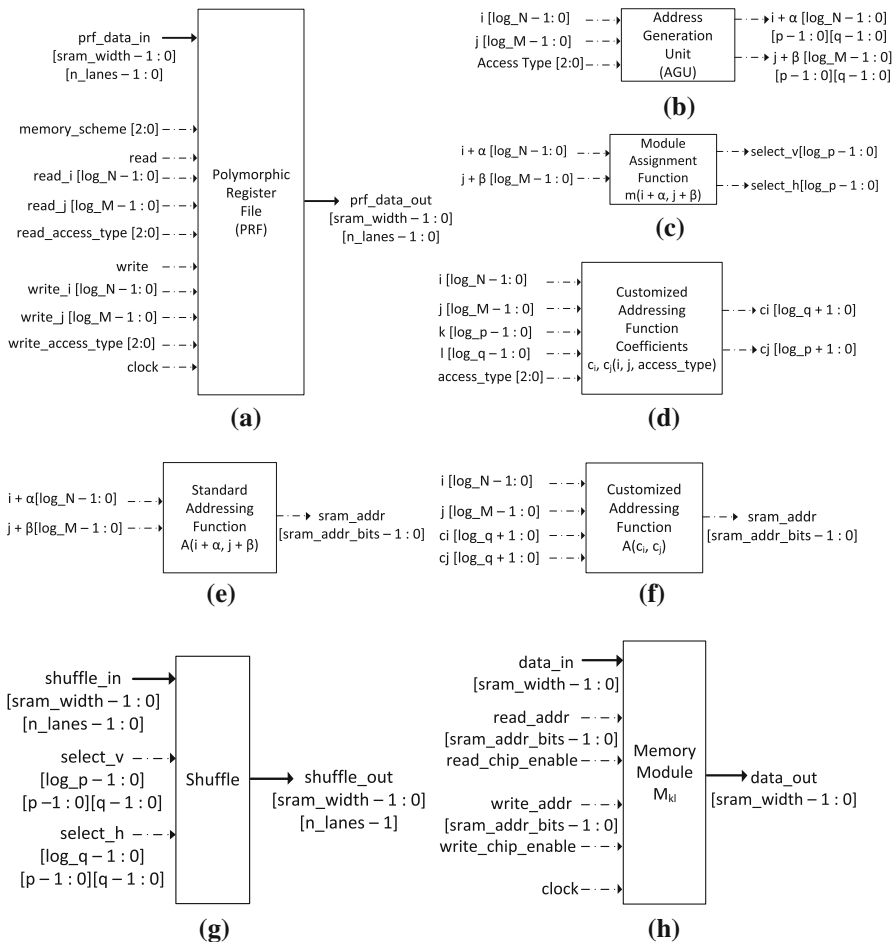 prf_data_in
[sram_width – 1:0]
[n_lanes – 1:0]
memory_scheme [2:0]
read
read_i [log_N – 1:0]
read_j [log_M – 1 : 0]
read_access_type [2:0]
write
write_i [log_N – 1:0]
write_j [log_M – 1 : 0]
write_access_type [2:0]
clock
Polymorphic
Register
File
(PRF)
prf_data_out
[sram_width – 1:0]
[n_lanes – 1:0]
(a)
i [log_N – 1:0]
j [log_M – 1:0]
Access Type [2:0]
Address
Generation
Unit
(AGU)
i + α [log_N – 1:0]
[p – 1:0][q – 1:0]
j + β [log_M – 1:0]
[p – 1:0][q – 1:0]
(b)
i + α [log_N – 1:0]
j + β [log_M – 1:0]
Module
Assignment
Function
m(i + α, j + β)
select_v[log_p – 1 : 0]
select_h[log_p – 1 : 0]
(c)
i [log_N – 1:0]
j [log_M – 1 : 0]
k [log_p – 1:0]
l [log_q – 1:0]
access_type [2:0]
Customized
Addressing
Function
Coefficients
cᵢ, cⱼ(i, j, access_type)
ci [log_q + 1 : 0]
cj [log_p + 1 : 0]
(d)
i + α[log_N – 1:0]
j + β[log_M – 1:0]
Standard
Addressing
Function
A(i + α, j + β)
sram_addr
[sram_addr_bits – 1:0]
(e)
i [log_N – 1: 0]
j [log_M – 1 : 0]
ci [log_q + 1 : 0]
cj [log_q + 1 : 0]
Customized
Addressing
Function
A(cᵢ, cⱼ)
sram_addr
[sram_addr_bits – 1:0]
(f)
shuffle_in
[sram_width – 1 : 0]
[n_lanes – 1 : 0]
select_v
[log_p – 1:0]
[p – 1:0][q – 1:0]
select_h
[log_q – 1:0]
[p – 1:0][q – 1:0]
Shuffle
shuffle_out
[sram_width – 1:0]
[n_lanes – 1]
(g)
data_in
[sram_width – 1 : 0]
read_addr
[sram_addr_bits – 1:0]
read_chip_enable
write_addr
[sram_addr_bits – 1:0]
write_chip_enable
clock
Memory
Module
Mₖₗ
data_out
[sram_width – 1:0]
(h)